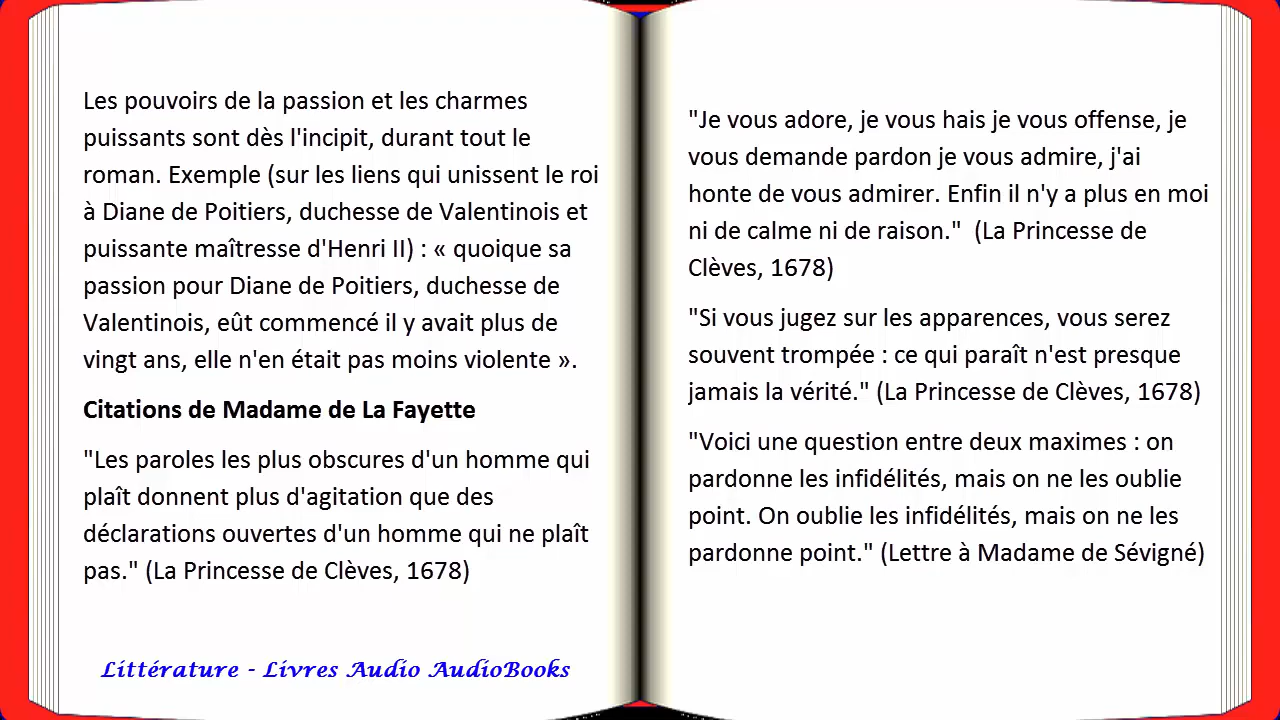 Les pouvoirs de la passion et les charmes
puissants sont dès l'incipit, durant tout le
roman. Exemple (sur les liens qui unissent le roi
à Diane de Poitiers, duchesse de Valentinois et
puissante maîtresse d'Henri II) : « quoique sa
passion pour Diane de Poitiers, duchesse de
Valentinois, eût commencé il y avait plus de
vingt ans, elle n'en était pas moins violente ».
Citations de Madame de La Fayette
"Les paroles les plus obscures d'un homme qui
plaît donnent plus d'agitation que des
déclarations ouvertes d'un homme qui ne plaît
pas." (La Princesse de Clèves, 1678)
Littérature - Livres Audio AudioBooks
"Je vous adore, je vous hais je vous offense, je
vous demande pardon je vous admire, j'ai
honte de vous admirer. Enfin il n'y a plus en moi
ni de calme ni de raison."  (La Princesse de
Clèves, 1678)
"Si vous jugez sur les apparences, vous serez
souvent trompée : ce qui paraît n'est presque
jamais la vérité." (La Princesse de Clèves, 1678)
"Voici une question entre deux maximes : on
pardonne les infidélités, mais on ne les oublie
point. On oublie les infidélités, mais on ne les
pardonne point." (Lettre à Madame de Sévigné)